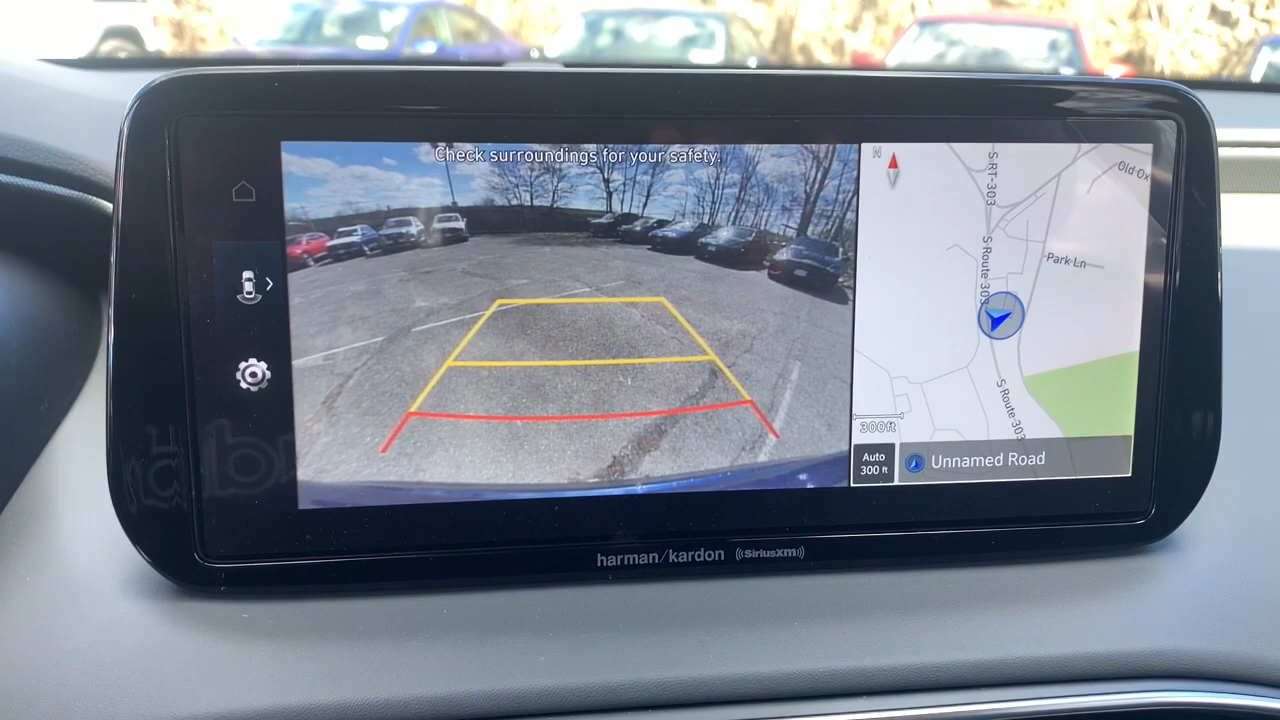 Check surroundings for your safety.
N
S RT-303
Old Ox
S Route 303
Park Ln
S Route 303
300ft
Auto
300 ft
Unnamed Road
harman/kardon ((SiriusXM))